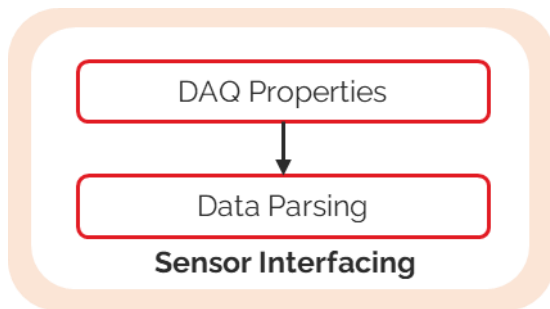 DAQ Properties
Data Parsing
Sensor Interfacing